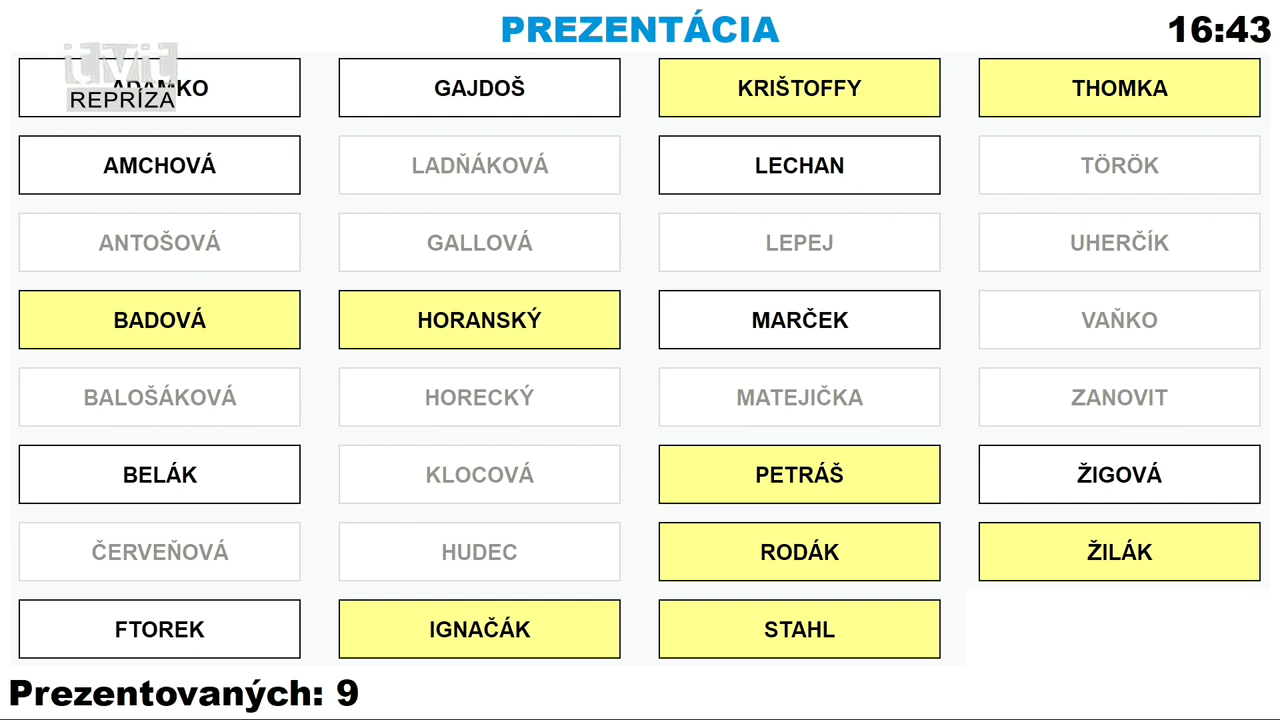 PREZENTÁCIA 16:43
itvit
REPRÍZA
GAJDOŠ KRIŠTOFFY THOMKA
AMCHOVÁ LADŇÁKOVÁ LECHAN TÖRÖK
ANTOŠOVÁ GALLOVÁ LEPEJ UHERČÍK
BADOVÁ HORANSKÝ MARČEK VAŇKO
BALOŠÁKOVÁ HORECKÝ MATEJIČKA ZANOVIT
BELÁK KLOCOVÁ PETRÁŠ ŽIGOVÁ
ČERVEŇOVÁ HUDEC RODÁK ŽILÁK
FTOREK IGNAČÁK STAHL
Prezentovaných: 9